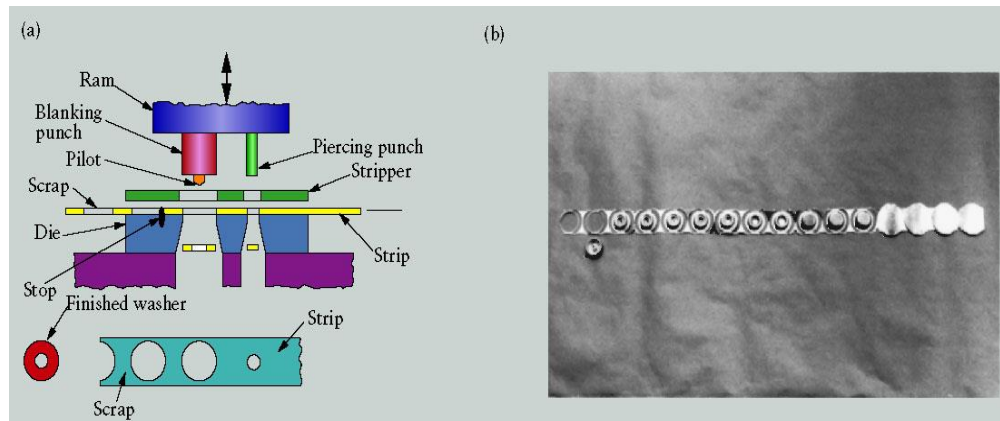 (a)
(b)
Ram
Blanking
punch
Pilot
Piercing punch
Stripper
Scrap
Die
Strip
Stop
Finished washer
Strip
Scrap